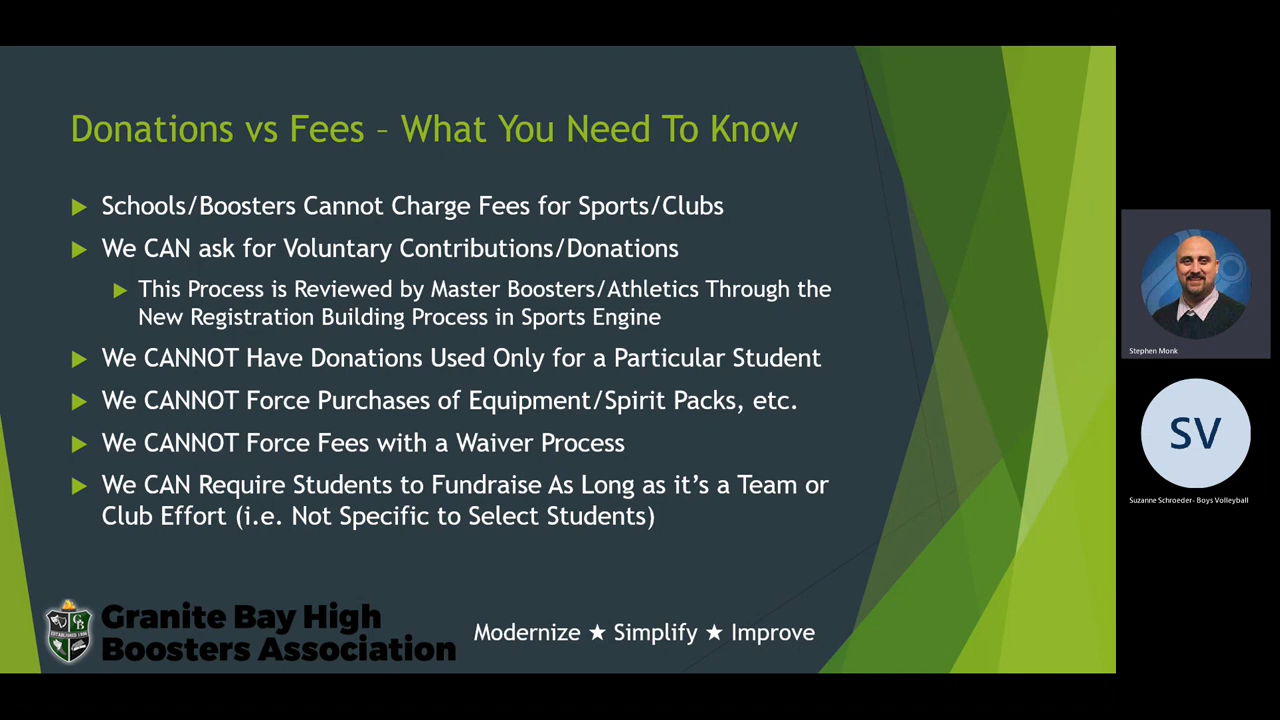 Donations vs Fees – What You Need To Know
Schools/Boosters Cannot Charge Fees for Sports/Clubs
We CAN ask for Voluntary Contributions/Donations
This Process is Reviewed by Master Boosters/Athletics Through the
New Registration Building Process in Sports Engine
We CANNOT Have Donations Used Only for a Particular Student
We CANNOT Force Purchases of Equipment/Spirit Packs, etc.
We CANNOT Force Fees with a Waiver Process
We CAN Require Students to Fundraise As Long as it’s a Team or
Club Effort (i.e. Not Specific to Select Students)
GB
Granite Bay High
Boosters Association
Modernize ★ Simplify ★ Improve
Stephen Monk
SV
Suzanne Schroeder- Boys Volleyball